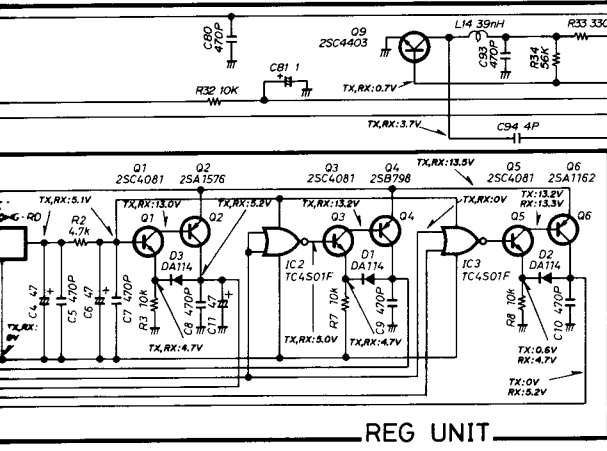 C80
470P
Q9
2SC4403
L14 39nH
R33 330
C93
470P
R34
56K
C81 1
+
R32 10K
TX,RX:0.7V
TX,RX:3.7V
C94 4P
TX,RX:13.5V
Q1
2SC4081
Q2
2SA1576
Q3
2SC4081
Q4
2SB798
Q5
2SC4081
Q6
2SA1162
TX,RX:5.1V
TX,RX:13.0V
TX,RX:5.2V
TX,RX:13.2V
TX,RX:0V
TX:13.2V
RX:13.3V
R2
4.7k
Q1
Q2
Q3
Q4
Q5
Q6
D3
DA114
IC2
TC4S01F
D1
DA114
IC3
TC4S01F
D2
DA114
C4 47
+
C5 470P
C6 47
+
C7 470P
R3 10k
C8 470P
C11 47
+
R7 10K
C9 470P
R8 10k
C10 470P
TX,RX:
TX,RX:4.7V
TX,RX:5.0V
TX,RX:4.7V
TX:0.6V
RX:4.7V
TX:0V
RX:5.2V
REG UNIT